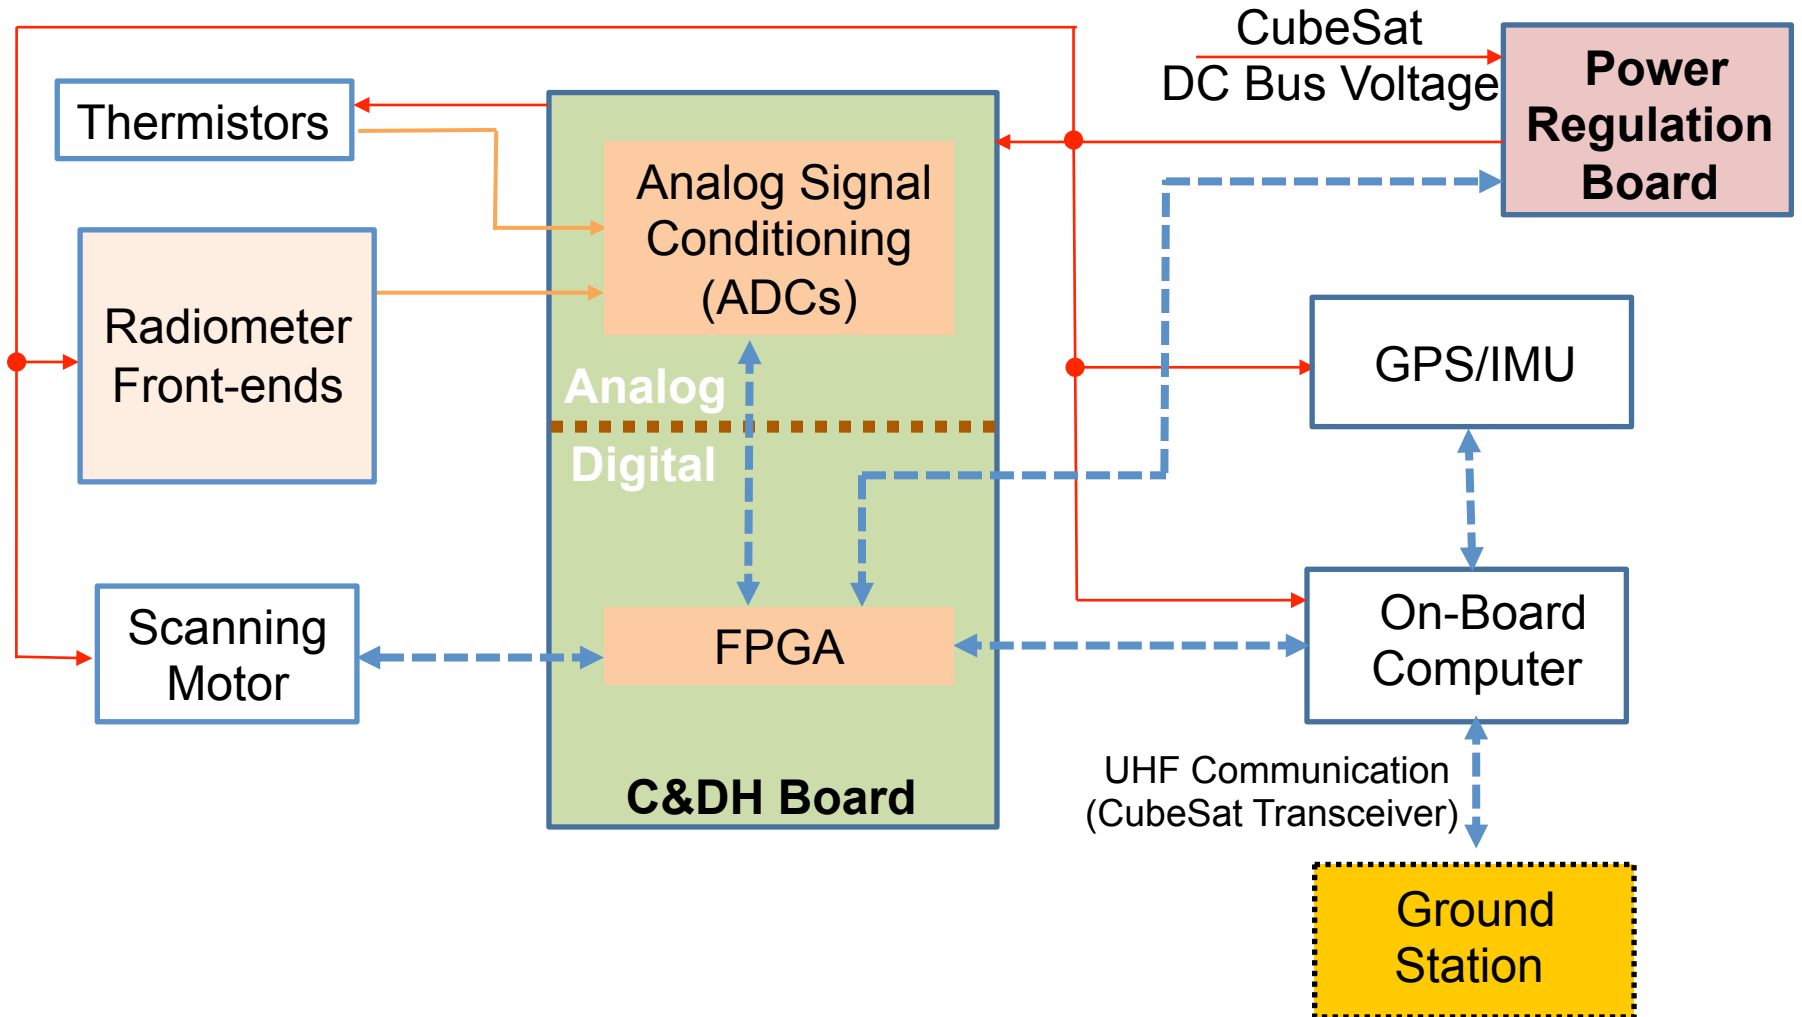 CubeSat
DC Bus Voltage
Power
Regulation
Board
Thermistors
Analog Signal
Conditioning
(ADCs)
Radiometer
Front-ends
GPS/IMU
Analog
Digital
Scanning
Motor
FPGA
On-Board
Computer
C&DH Board
UHF Communication
(CubeSat Transceiver)
Ground
Station